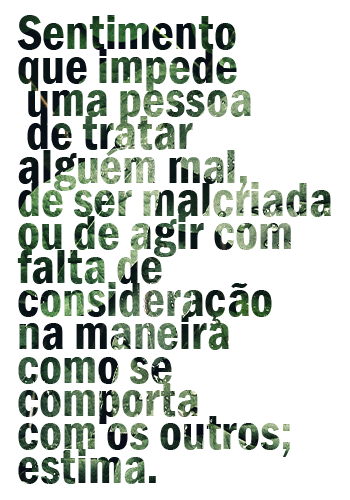 Sentimento
que impede
uma pessoa
de tratar
alguém mal,
de ser malcriada
ou de agir com
falta de
consideração
na maneira
como se
comporta
com os outros;
estima.